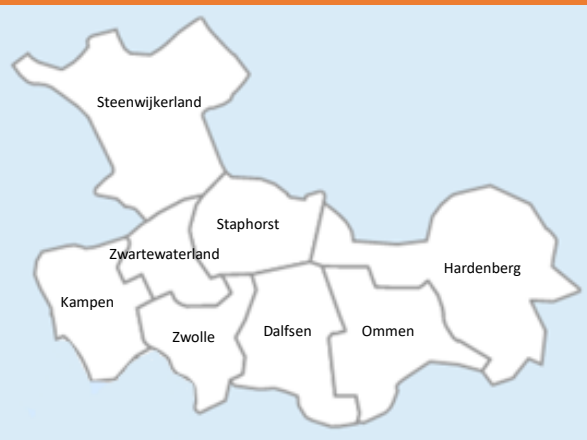 Steenwijkerland
Staphorst
Zwartewaterland
Hardenberg
Kampen
Zwolle
Dalfsen
Ommen